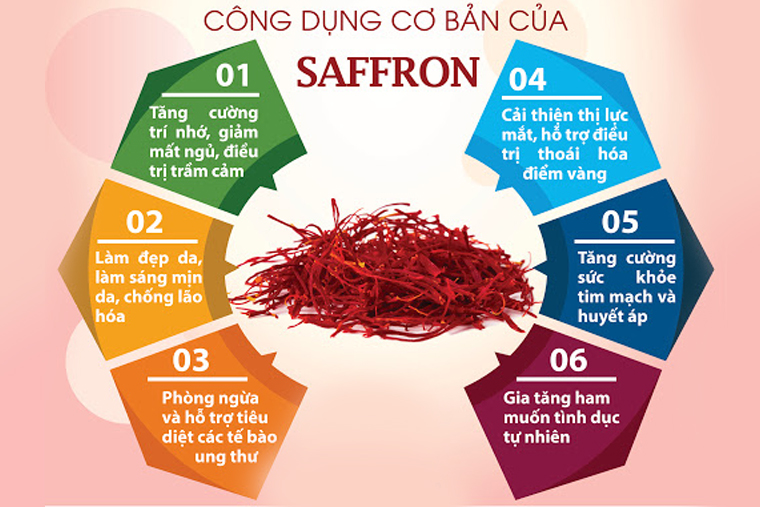 CÔNG DỤNG CƠ BẢN CỦA
SAFFRON
01
Tăng cường
trí nhớ, giảm
mất ngủ, điều
trị trầm cảm
02
Làm đẹp da,
làm sáng mịn
da, chống lão
hóa
03
Phòng ngừa
và hỗ trợ tiêu
diệt các tế bào
ung thư
04
Cải thiện thị lực
mắt, hỗ trợ điều
trị thoái hóa
điểm vàng
05
Tăng cường
sức khỏe
tim mạch và
huyết áp
06
Gia tăng ham
muốn tình dục
tự nhiên